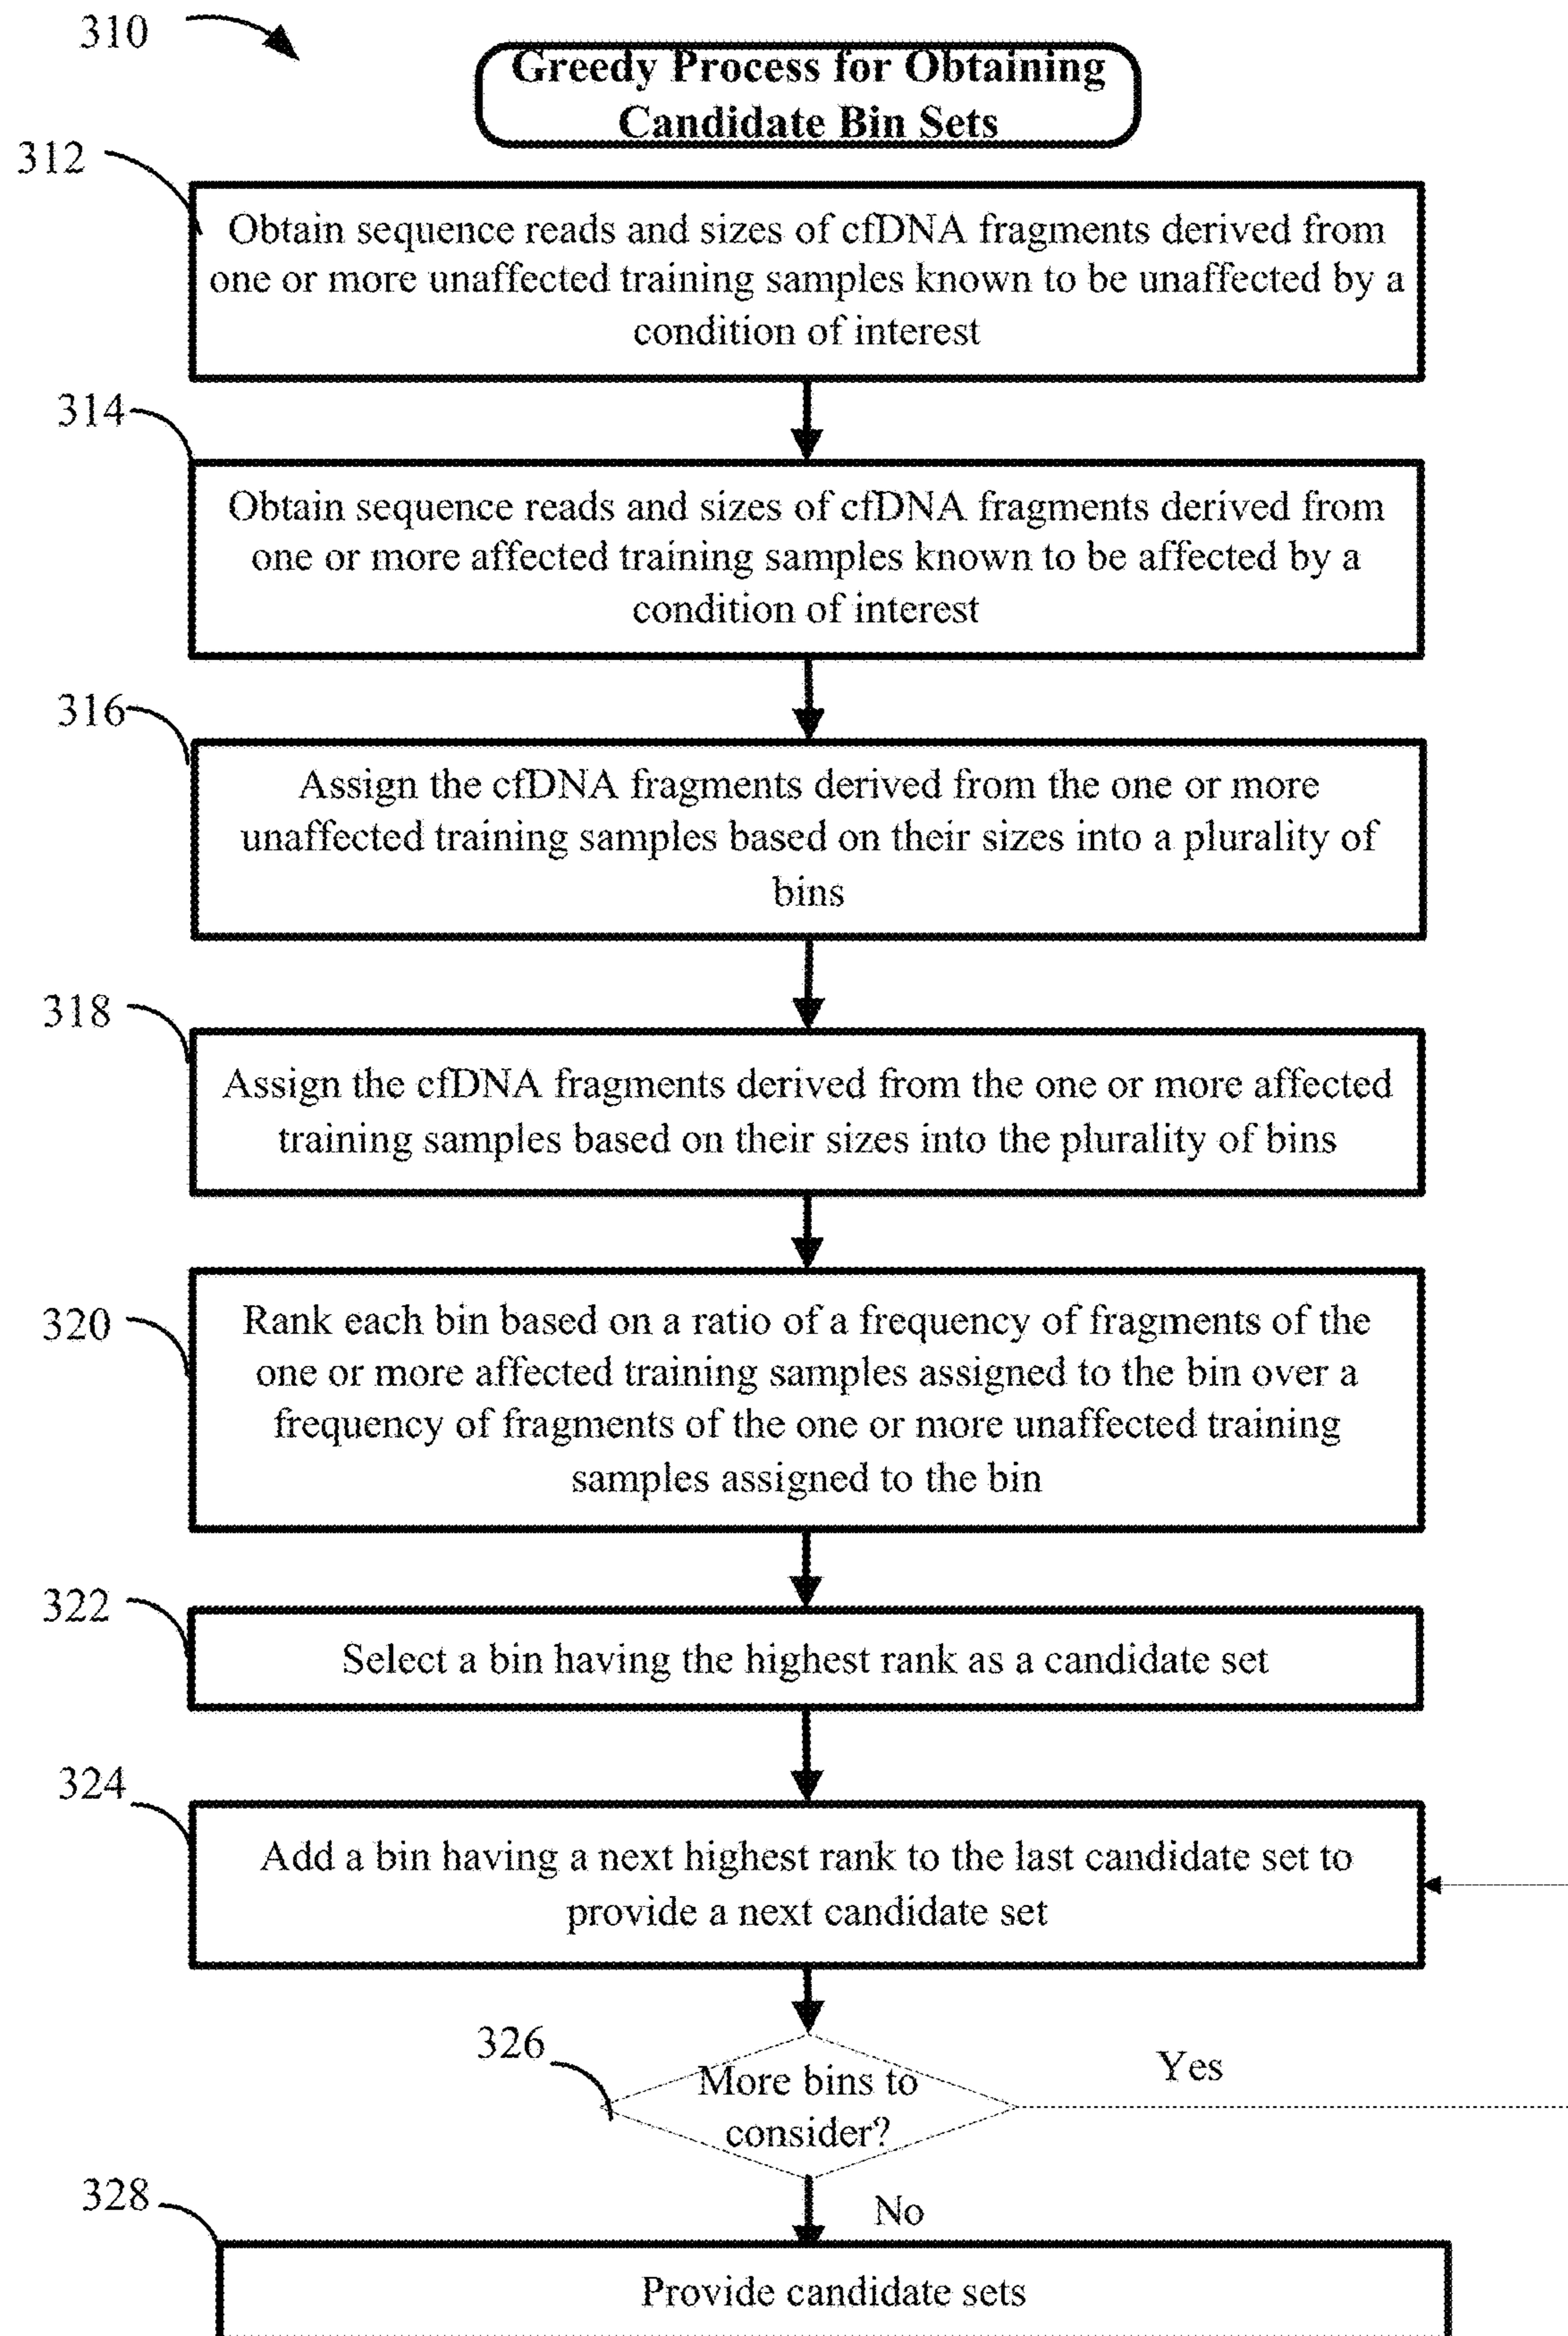 310
Greedy Process for Obtaining
Candidate Bin Sets
312
Obtain sequence reads and sizes of cfDNA fragments derived from
one or more unaffected training samples known to be unaffected by a
condition of interest
314
Obtain sequence reads and sizes of cfDNA fragments derived from
one or more affected training samples known to be affected by a
condition of interest
316
Assign the cfDNA fragments derived from the one or more
unaffected training samples based on their sizes into a plurality of
bins
318
Assign the cfDNA fragments derived from the one or more affected
training samples based on their sizes into the plurality of bins
320
Rank each bin based on a ratio of a frequency of fragments of the
one or more affected training samples assigned to the bin over a
frequency of fragments of the one or more unaffected training
samples assigned to the bin
322
Select a bin having the highest rank as a candidate set
324
Add a bin having a next highest rank to the last candidate set to
provide a next candidate set
326
More bins to
consider?
Yes
No
328
Provide candidate sets